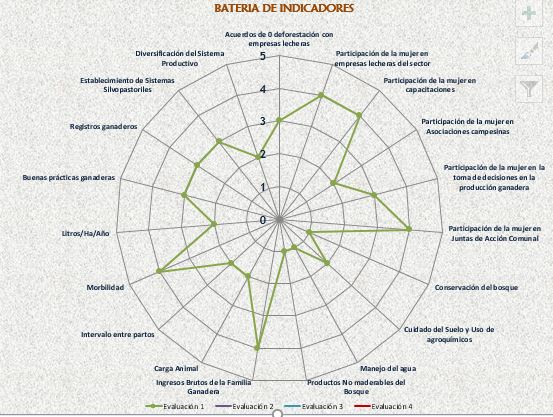 BATERIA DE INDICADORES
Acuerdos de 0 deforestación con
empresas lecheras
Participación de la mujer en
empresas lecheras del sector
Participación de la mujer en
capacitaciones
Participación de la mujer en
Asociaciones campesinas
Participación de la mujer en la
toma de decisiones en la
producción ganadera
Participación de la mujer en
Juntas de Acción Comunal
Conservación del bosque
Cuidado del Suelo y Uso de
agroquímicos
Manejo del agua
Productos No maderables del
Bosque
Ingresos Brutos de la Familia
Ganadera
Carga Animal
Intervalo entre partos
Morbilidad
Litros/Ha/Año
Buenas prácticas ganaderas
Registros ganaderos
Establecimiento de Sistemas
Silvopastoriles
Diversificación del Sistema
Productivo
5
4
3
2
1
0
Evaluación 1
Evaluación 2
Evaluación 3
Evaluación 4